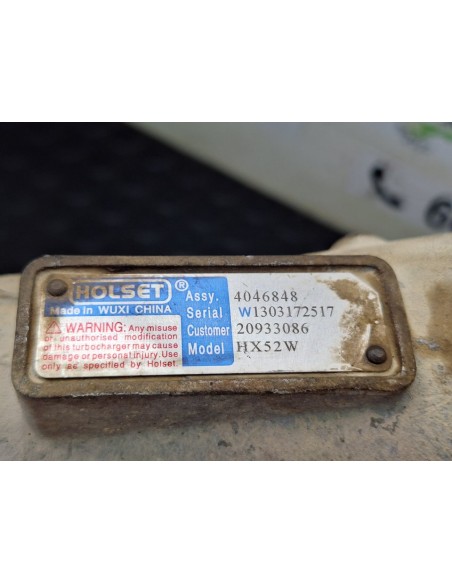 HOLSET®
Made in WUXI CHINA
WARNING: Any misuse
or unauthorised modification
of this turbocharger may cause
damage or personal injury. Use
only as specified by Holset.
Assy. 4046848
Serial W1303172517
Customer 20933086
Model HX52W